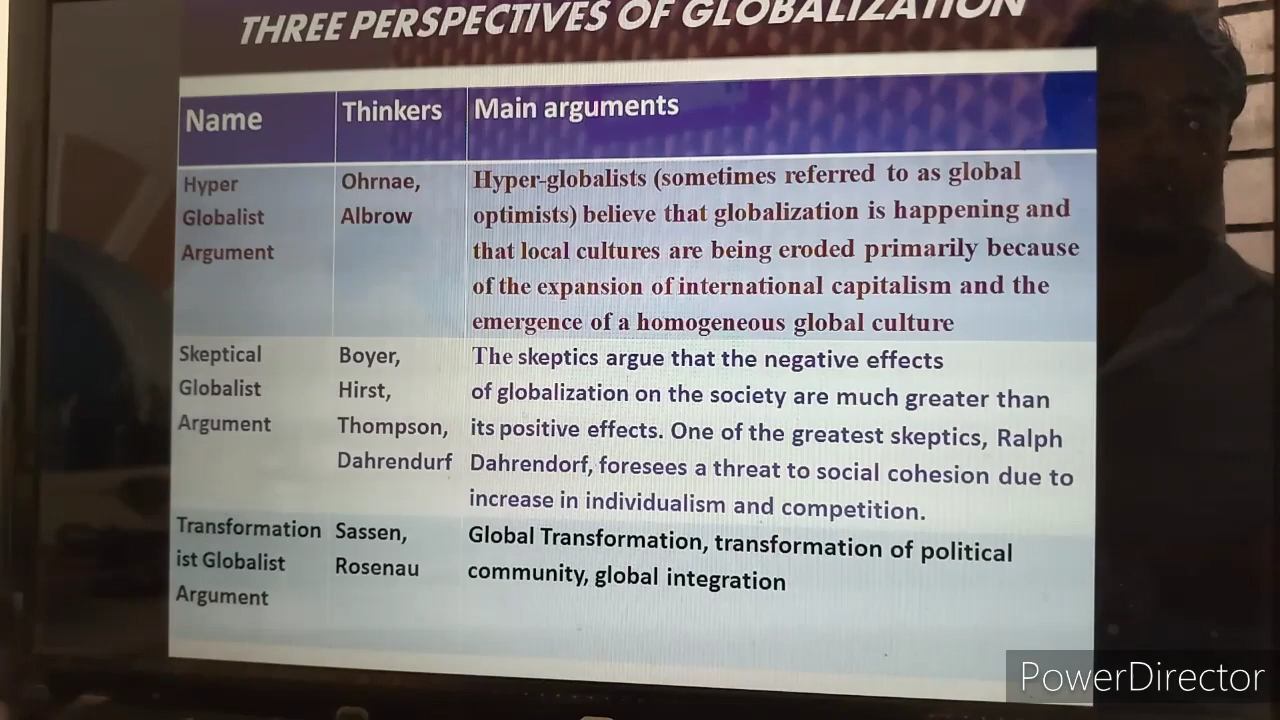 THREE PERSPECTIVES OF GLOBALIZATION
Name
Thinkers
Main arguments
Hyper
Globalist
Argument
Ohrnae,
Albrow
Hyper-globalists (sometimes referred to as global
optimists) believe that globalization is happening and
that local cultures are being eroded primarily because
of the expansion of international capitalism and the
emergence of a homogeneous global culture
Skeptical
Globalist
Argument
Boyer,
Hirst,
Thompson,
Dahrendurf
The skeptics argue that the negative effects
of globalization on the society are much greater than
its positive effects. One of the greatest skeptics, Ralph
Dahrendorf, foresees a threat to social cohesion due to
increase in individualism and competition.
Transformation
ist Globalist
Argument
Sassen,
Rosenau
Global Transformation, transformation of political
community, global integration
PowerDirector